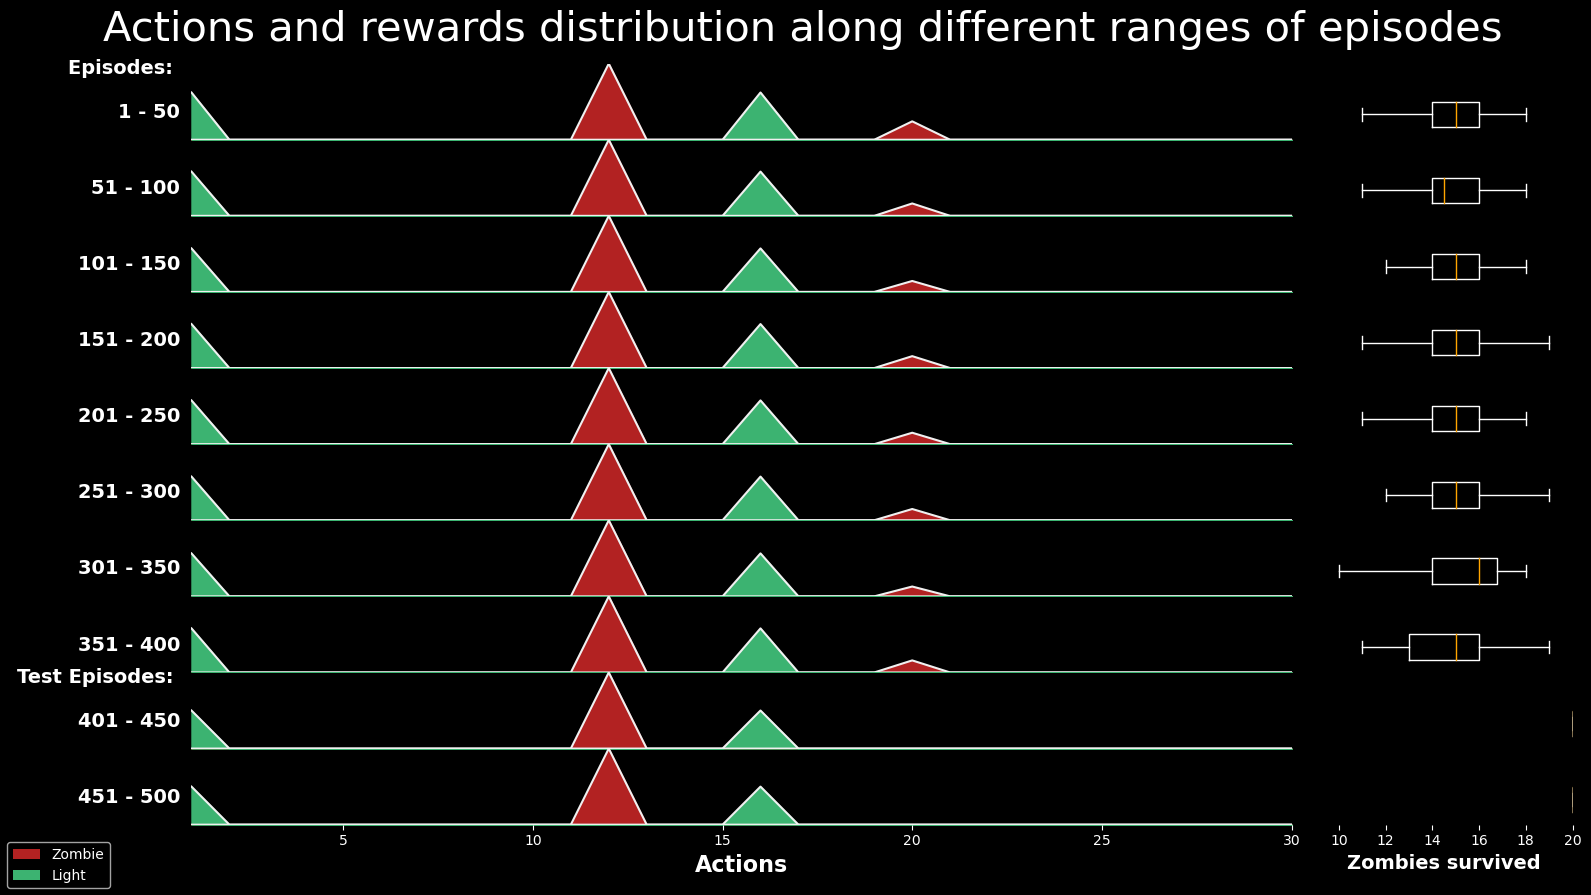 Actions and rewards distribution along different ranges of episodes
Episodes:
1 - 50
51 - 100
101 - 150
151 - 200
201 - 250
251 - 300
301 - 350
351 - 400
Test Episodes:
401 - 450
451 - 500
5 10 15 20 25 30
Actions
10 12 14 16 18 20
Zombies survived
Zombie
Light